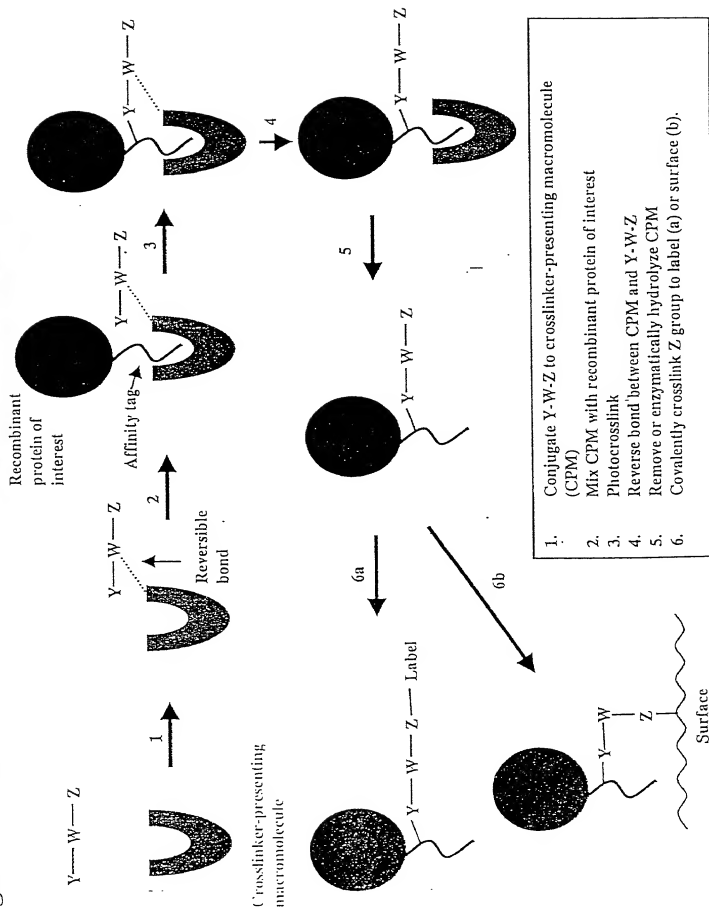 Y—W—Z
Crosslinker-presenting
macromolecule
1
Y—W—Z
Reversible
bond
2
Recombinant
protein of
interest
Affinity tag
Y—W—Z
3
Y—W—Z
4
Y—W—Z
5
Y—W—Z
6a
6b
Y—W—Z—Label
Y—W
Z
Surface
1. Conjugate Y-W-Z to crosslinker-presenting macromolecule
(CPM)
2. Mix CPM with recombinant protein of interest
3. Photocrosslink
4. Reverse bond between CPM and Y-W-Z
5. Remove or enzymatically hydrolyze CPM
6. Covalently crosslink Z group to label (a) or surface (b).